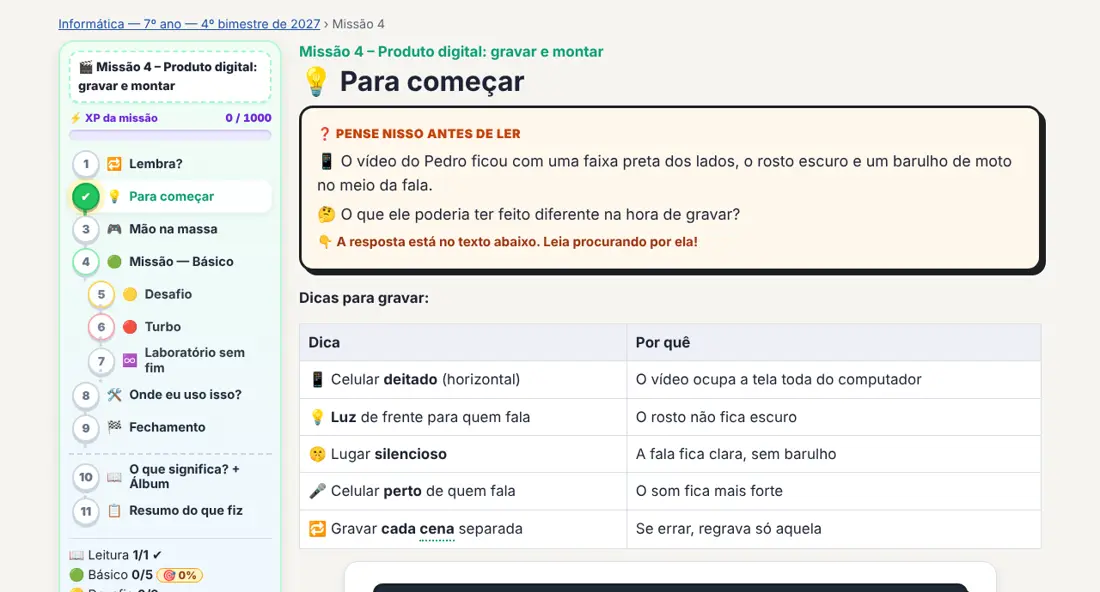 Informática — 7º ano — 4º bimestre de 2027 › Missão 4
🎬 Missão 4 – Produto digital:
gravar e montar
⚡ XP da missão 0 / 1000
1 🔁 Lembra?
✔ 💡 Para começar
3 🎮 Mão na massa
4 🟢 Missão — Básico
5 🟡 Desafio
6 🔴 Turbo
7 ♾️ Laboratório sem
fim
8 🛠️ Onde eu uso isso?
9 🏁 Fechamento
10 📖 O que significa? +
Álbum
11 📋 Resumo do que fiz
📖 Leitura 1/1 ✔
🟢 Básico 0/5 🎯 0%
Missão 4 – Produto digital: gravar e montar
💡 Para começar
❓ PENSE NISSO ANTES DE LER
📱 O vídeo do Pedro ficou com uma faixa preta dos lados, o rosto escuro e um barulho de moto
no meio da fala.
🤔 O que ele poderia ter feito diferente na hora de gravar?
👇 A resposta está no texto abaixo. Leia procurando por ela!
Dicas para gravar:
Dica Por quê
📱 Celular deitado (horizontal) O vídeo ocupa a tela toda do computador
💡 Luz de frente para quem fala O rosto não fica escuro
🤫 Lugar silencioso A fala fica clara, sem barulho
🎤 Celular perto de quem fala O som fica mais forte
🔁 Gravar cada cena separada Se errar, regrava só aquela